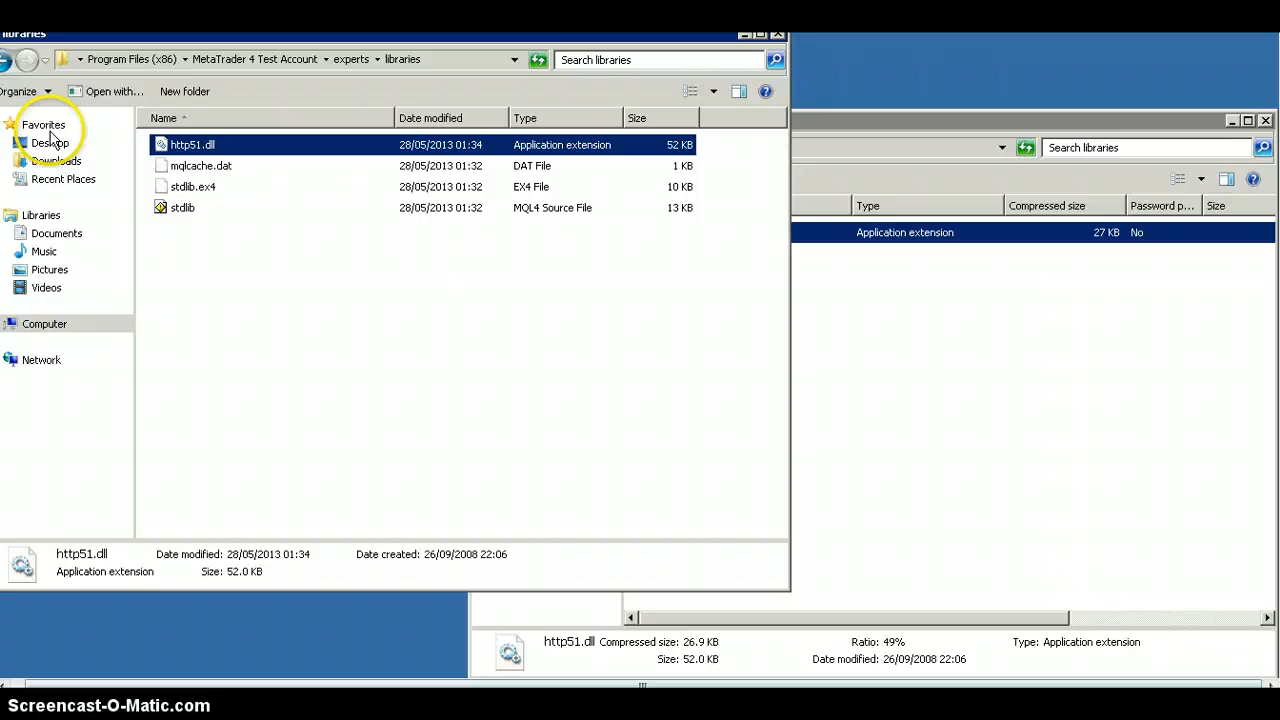 libraries
Program Files (x86) MetaTrader 4 Test Account experts libraries
Search libraries
Organize Open with... New folder
Favorites
Desktop
Downloads
Recent Places
Libraries
Documents
Music
Pictures
Videos
Computer
Network
Name Date modified Type Size
http51.dll 28/05/2013 01:34 Application extension 52 KB
mqlcache.dat 28/05/2013 01:32 DAT File 1 KB
stdlib.ex4 28/05/2013 01:32 EX4 File 10 KB
stdlib 28/05/2013 01:32 MQL4 Source File 13 KB
http51.dll Date modified: 28/05/2013 01:34 Date created: 26/09/2008 22:06
Application extension Size: 52.0 KB
Search libraries
Type Compressed size Password p... Size
Application extension 27 KB No
http51.dll Compressed size: 26.9 KB Ratio: 49% Type: Application extension
Size: 52.0 KB Date modified: 26/09/2008 22:06
Screencast-O-Matic.com